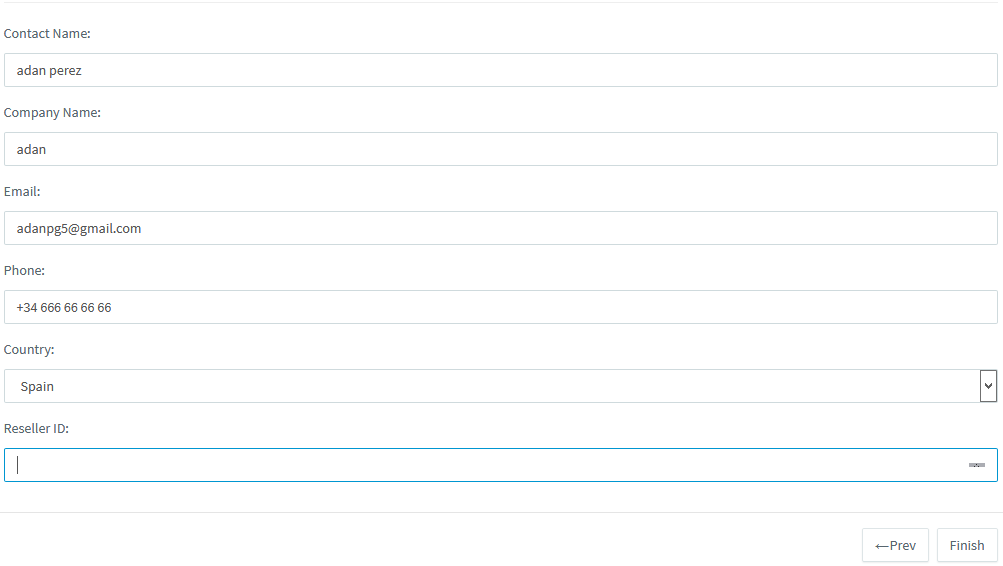 Contact Name:
adan perez
Company Name:
adan
Email:
adanpg5@gmail.com
Phone:
+34 666 66 66 66
Country:
Spain
Reseller ID:
←Prev
Finish